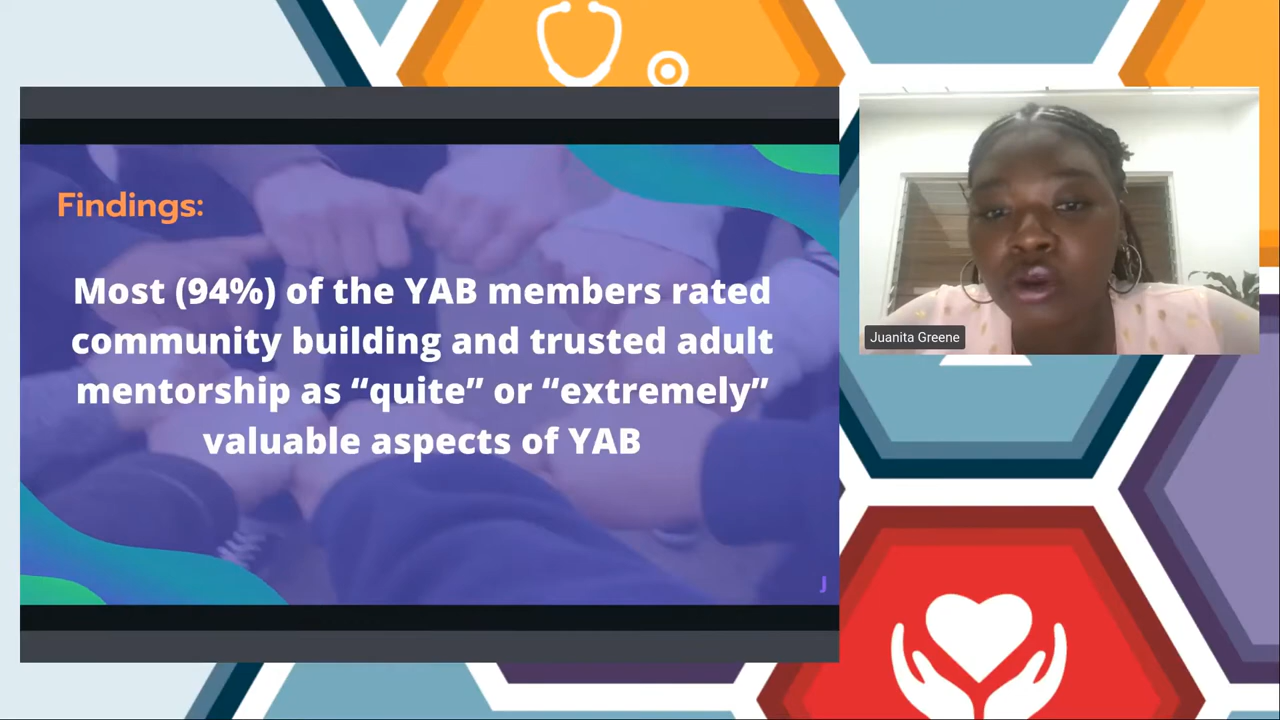 Findings:
Most (94%) of the YAB members rated
community building and trusted adult
mentorship as “quite” or “extremely”
valuable aspects of YAB
J
Juanita Greene